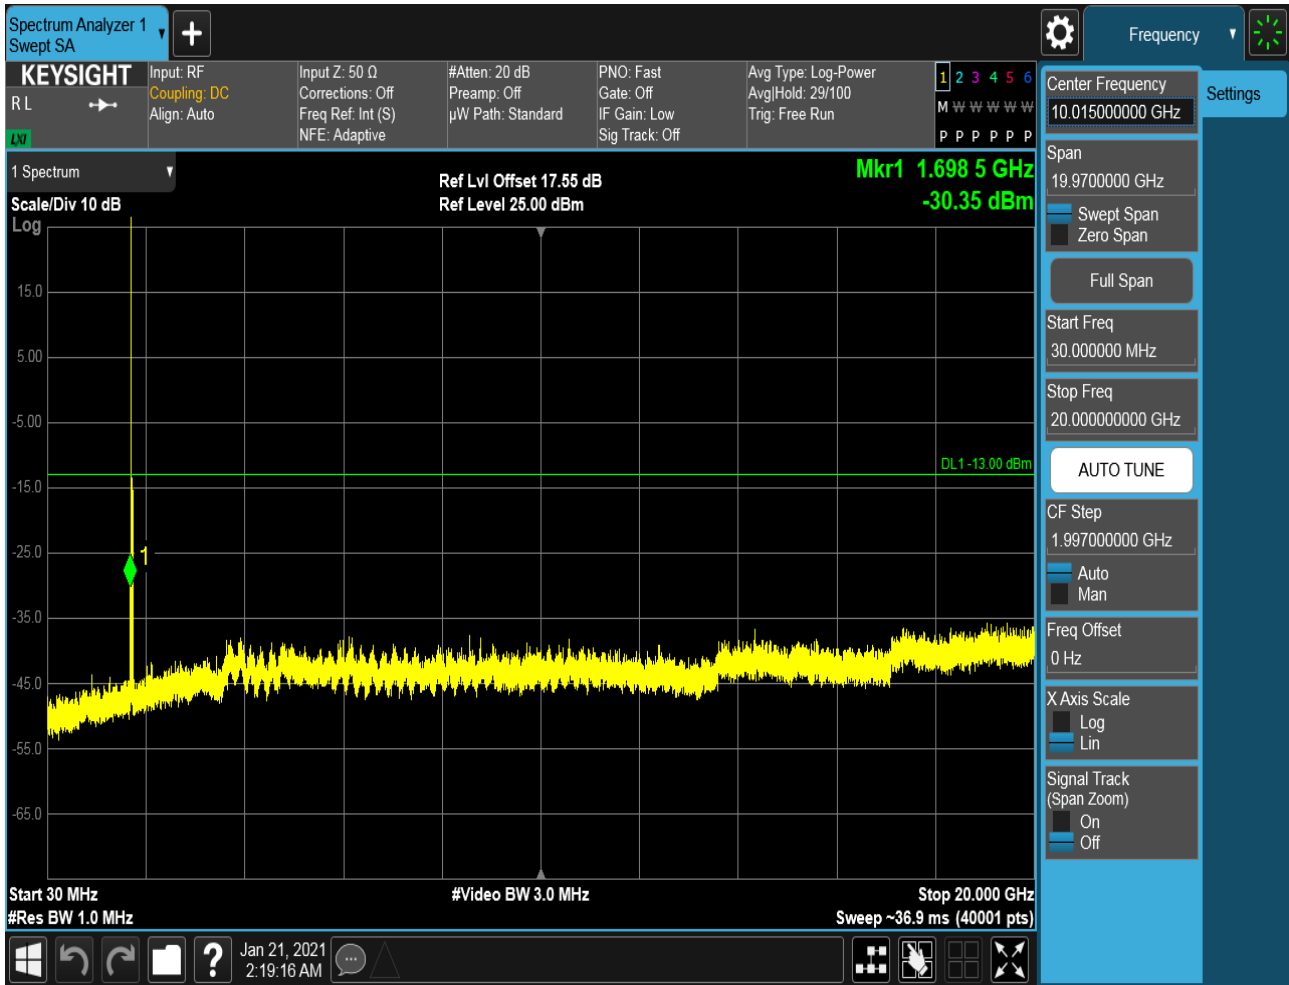 Spectrum Analyzer 1
Swept SA
Frequency
KEYSIGHT
R L
LXI
Input: RF
Coupling: DC
Align: Auto
Input Z: 50 Ω
Corrections: Off
Freq Ref: Int (S)
NFE: Adaptive
#Atten: 20 dB
Preamp: Off
µW Path: Standard
PNO: Fast
Gate: Off
IF Gain: Low
Sig Track: Off
Avg Type: Log-Power
Avg|Hold: 29/100
Trig: Free Run
1 2 3 4 5 6
M W W W W W
P P P P P P
1 Spectrum
Scale/Div 10 dB
Log
Ref Lvl Offset 17.55 dB
Ref Level 25.00 dBm
Mkr1 1.698 5 GHz
-30.35 dBm
15.0
5.00
-5.00
-15.0
-25.0
-35.0
-45.0
-55.0
-65.0
DL1 -13.00 dBm
1
Start 30 MHz
#Res BW 1.0 MHz
#Video BW 3.0 MHz
Stop 20.000 GHz
Sweep ~36.9 ms (40001 pts)
Jan 21, 2021
2:19:16 AM
Center Frequency
10.015000000 GHz
Settings
Span
19.9700000 GHz
Swept Span
Zero Span
Full Span
Start Freq
30.000000 MHz
Stop Freq
20.000000000 GHz
AUTO TUNE
CF Step
1.997000000 GHz
Auto
Man
Freq Offset
0 Hz
X Axis Scale
Log
Lin
Signal Track
(Span Zoom)
On
Off